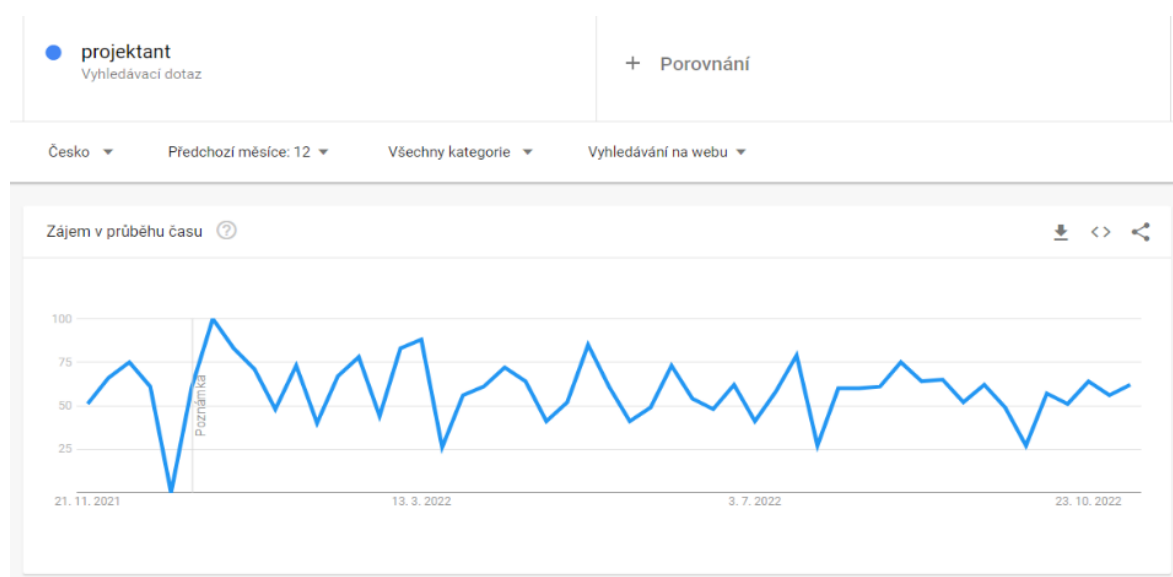 projektant
Vyhledávací dotaz
+ Porovnání
Česko
Předchozí měsíce: 12
Všechny kategorie
Vyhledávání na webu
Zájem v průběhu času ?
<>
100
75
50
25
Poznámka
21. 11. 2021
13. 3. 2022
3. 7. 2022
23. 10. 2022